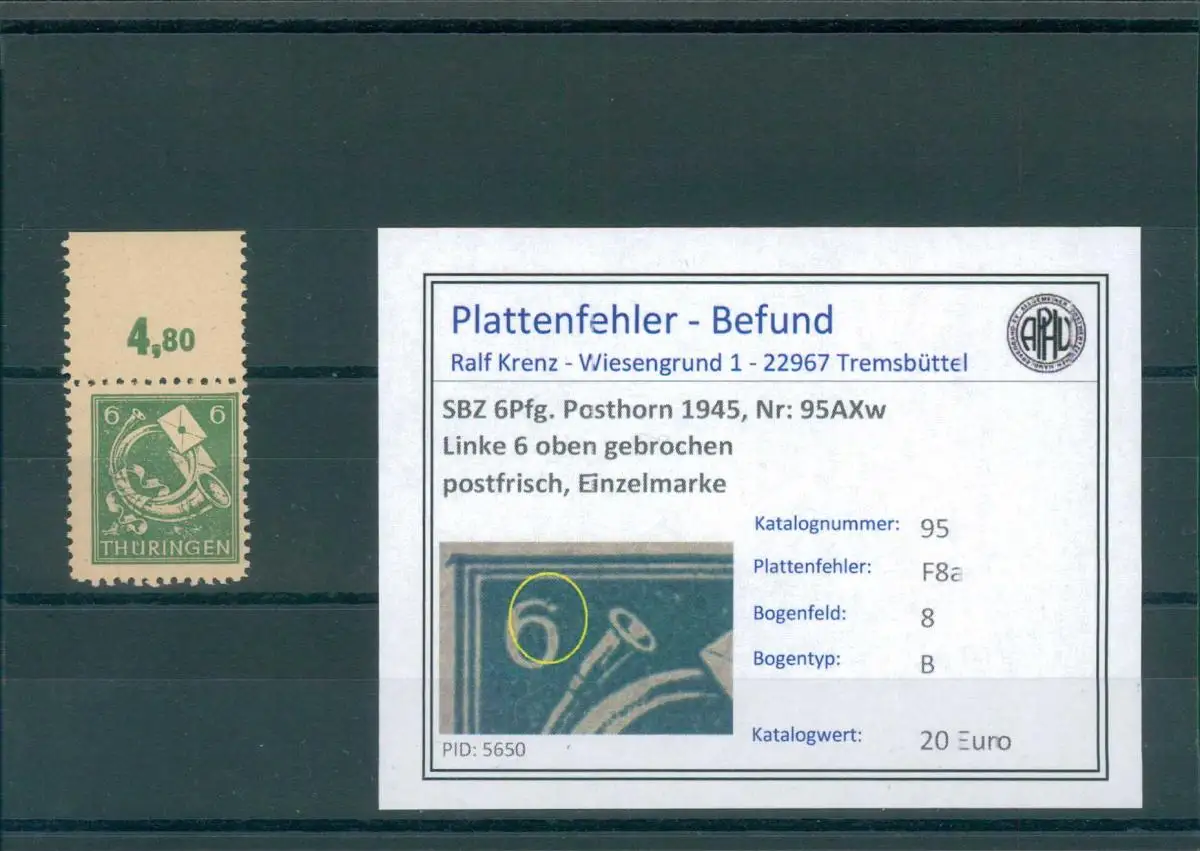 4,80
6 6
THÜRINGEN
Plattenfehler - Befund
Ralf Krenz - Wiesengrund 1 - 22967 Tremsbüttel
APHV
SBZ 6Pfg. Posthorn 1945, Nr: 95AXw
Linke 6 oben gebrochen
postfrisch, Einzelmarke
Katalognummer: 95
Plattenfehler: F8a
Bogenfeld: 8
Bogentyp: B
Katalogwert: 20 Euro
6
PID: 5650